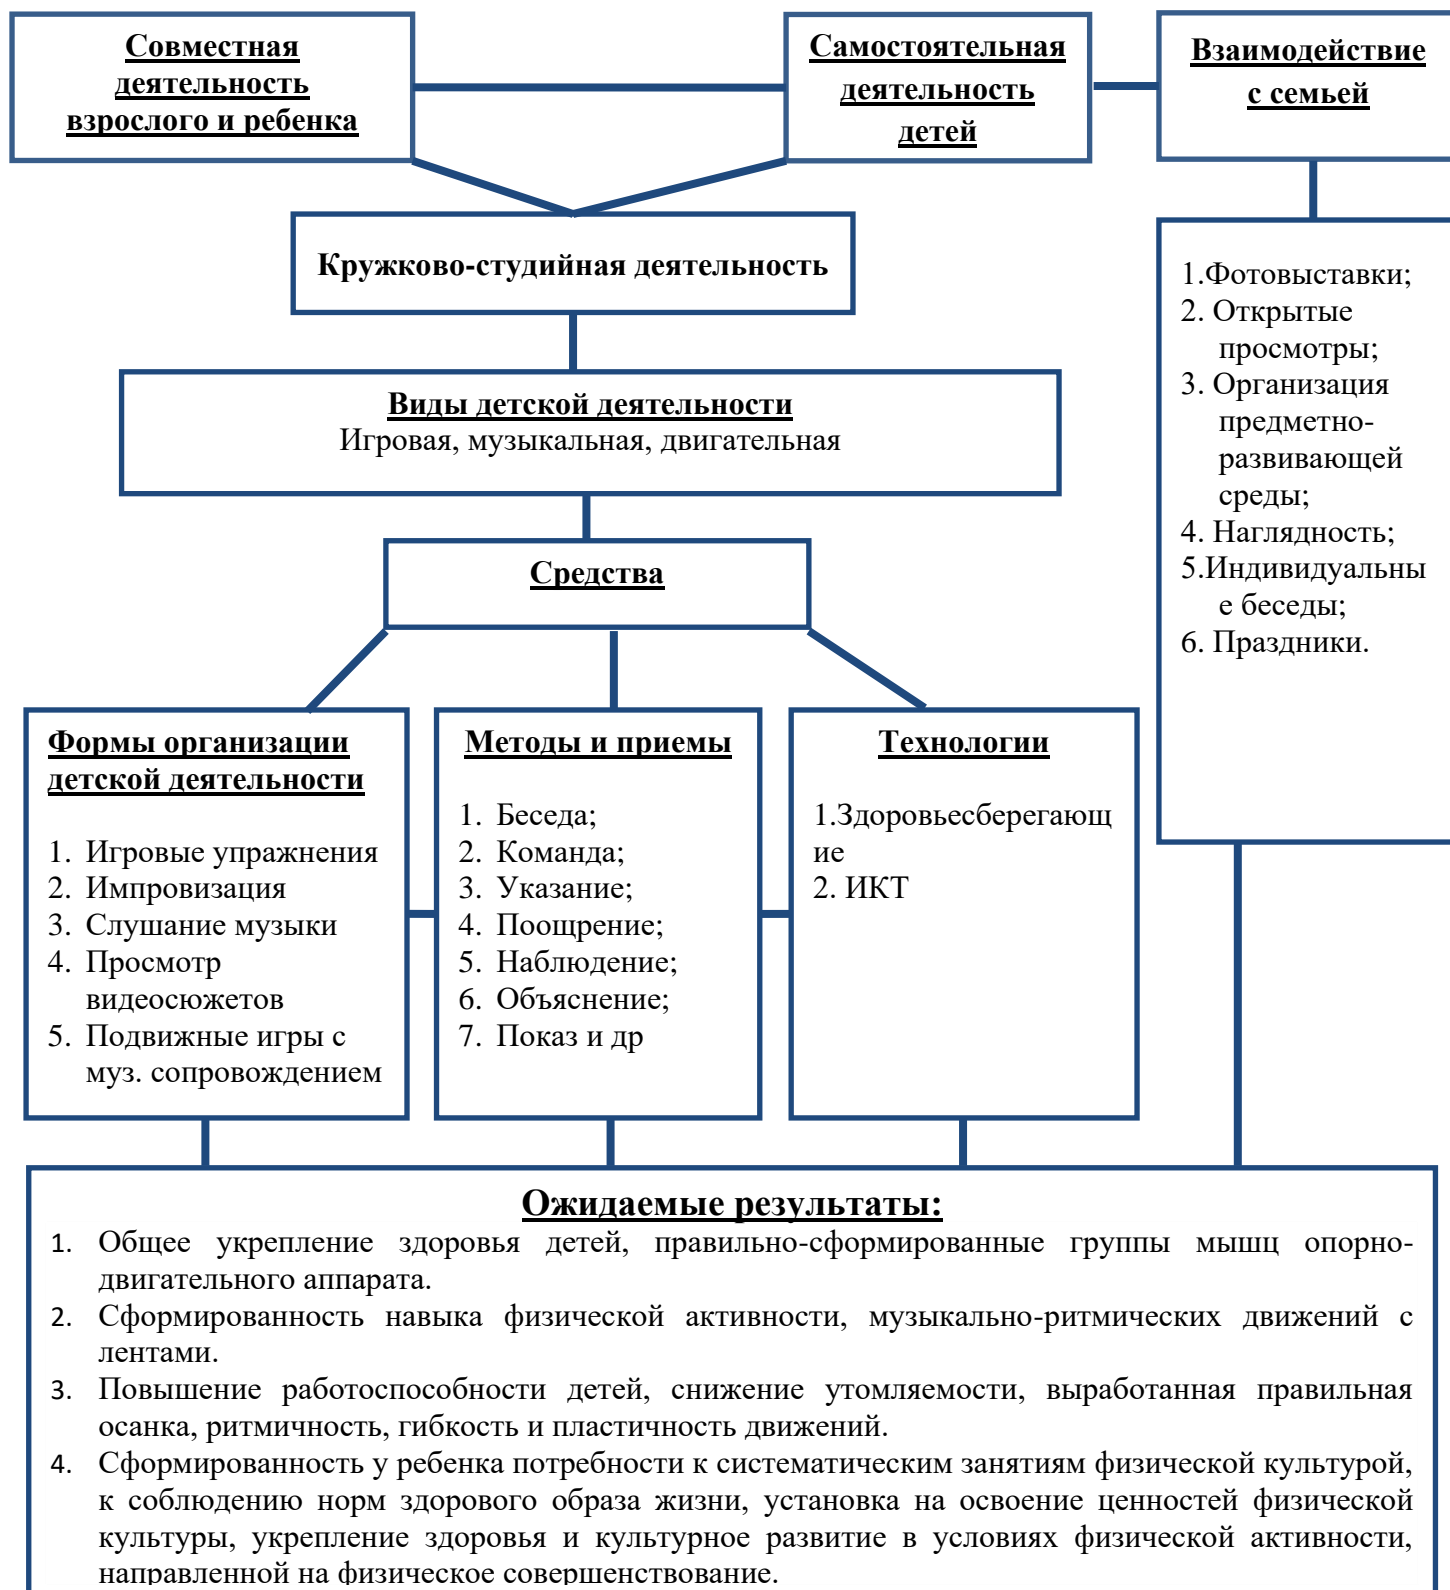 Совместная
деятельность
взрослого и ребенка
Самостоятельная
деятельность
детей
Взаимодействие
с семьей
Кружково-студийная деятельность
Виды детской деятельности
Игровая, музыкальная, двигательная
Средства
1.Фотовыставки;
2. Открытые
просмотры;
3. Организация
предметно-
развивающей
среды;
4. Наглядность;
5.Индивидуальны
е беседы;
6. Праздники.
Формы организации
детской деятельности
1. Игровые упражнения
2. Импровизация
3. Слушание музыки
4. Просмотр
видеосюжетов
5. Подвижные игры с
муз. сопровождением
Методы и приемы
1. Беседа;
2. Команда;
3. Указание;
4. Поощрение;
5. Наблюдение;
6. Объяснение;
7. Показ и др
Технологии
1.Здоровьесберегающ
ие
2. ИКТ
Ожидаемые результаты:
1. Общее укрепление здоровья детей, правильно-сформированные группы мышц опорно-
двигательного аппарата.
2. Сформированность навыка физической активности, музыкально-ритмических движений с
лентами.
3. Повышение работоспособности детей, снижение утомляемости, выработанная правильная
осанка, ритмичность, гибкость и пластичность движений.
4. Сформированность у ребенка потребности к систематическим занятиям физической культурой,
к соблюдению норм здорового образа жизни, установка на освоение ценностей физической
культуры, укрепление здоровья и культурное развитие в условиях физической активности,
направленной на физическое совершенствование.